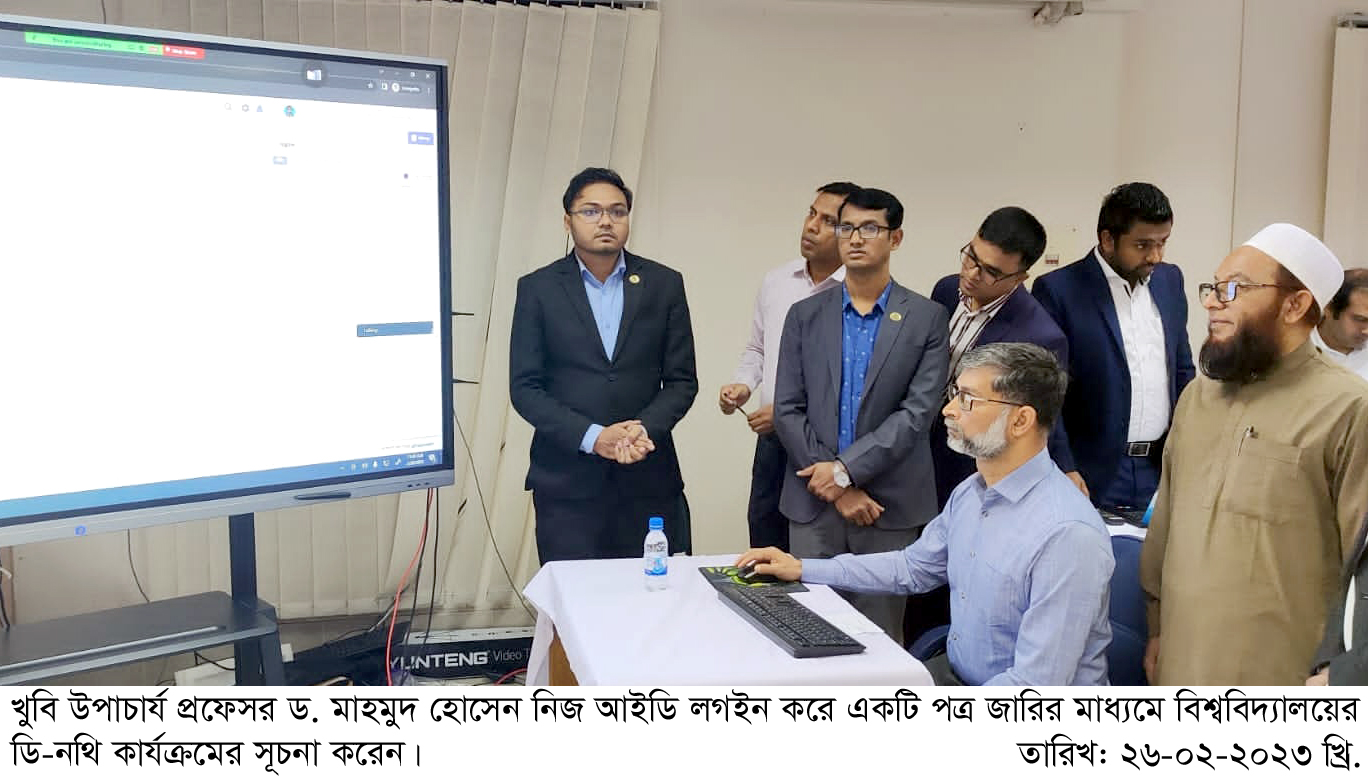 YUNTENG Video
খুবি উপাচার্য প্রফেসর ড. মাহমুদ হোসেন নিজ আইডি লগইন করে একটি পত্র জারির মাধ্যমে বিশ্ববিদ্যালয়ের
ডি-নথি কার্যক্রমের সূচনা করেন। তারিখ: ২৬-০২-২০২৩ খ্রি.